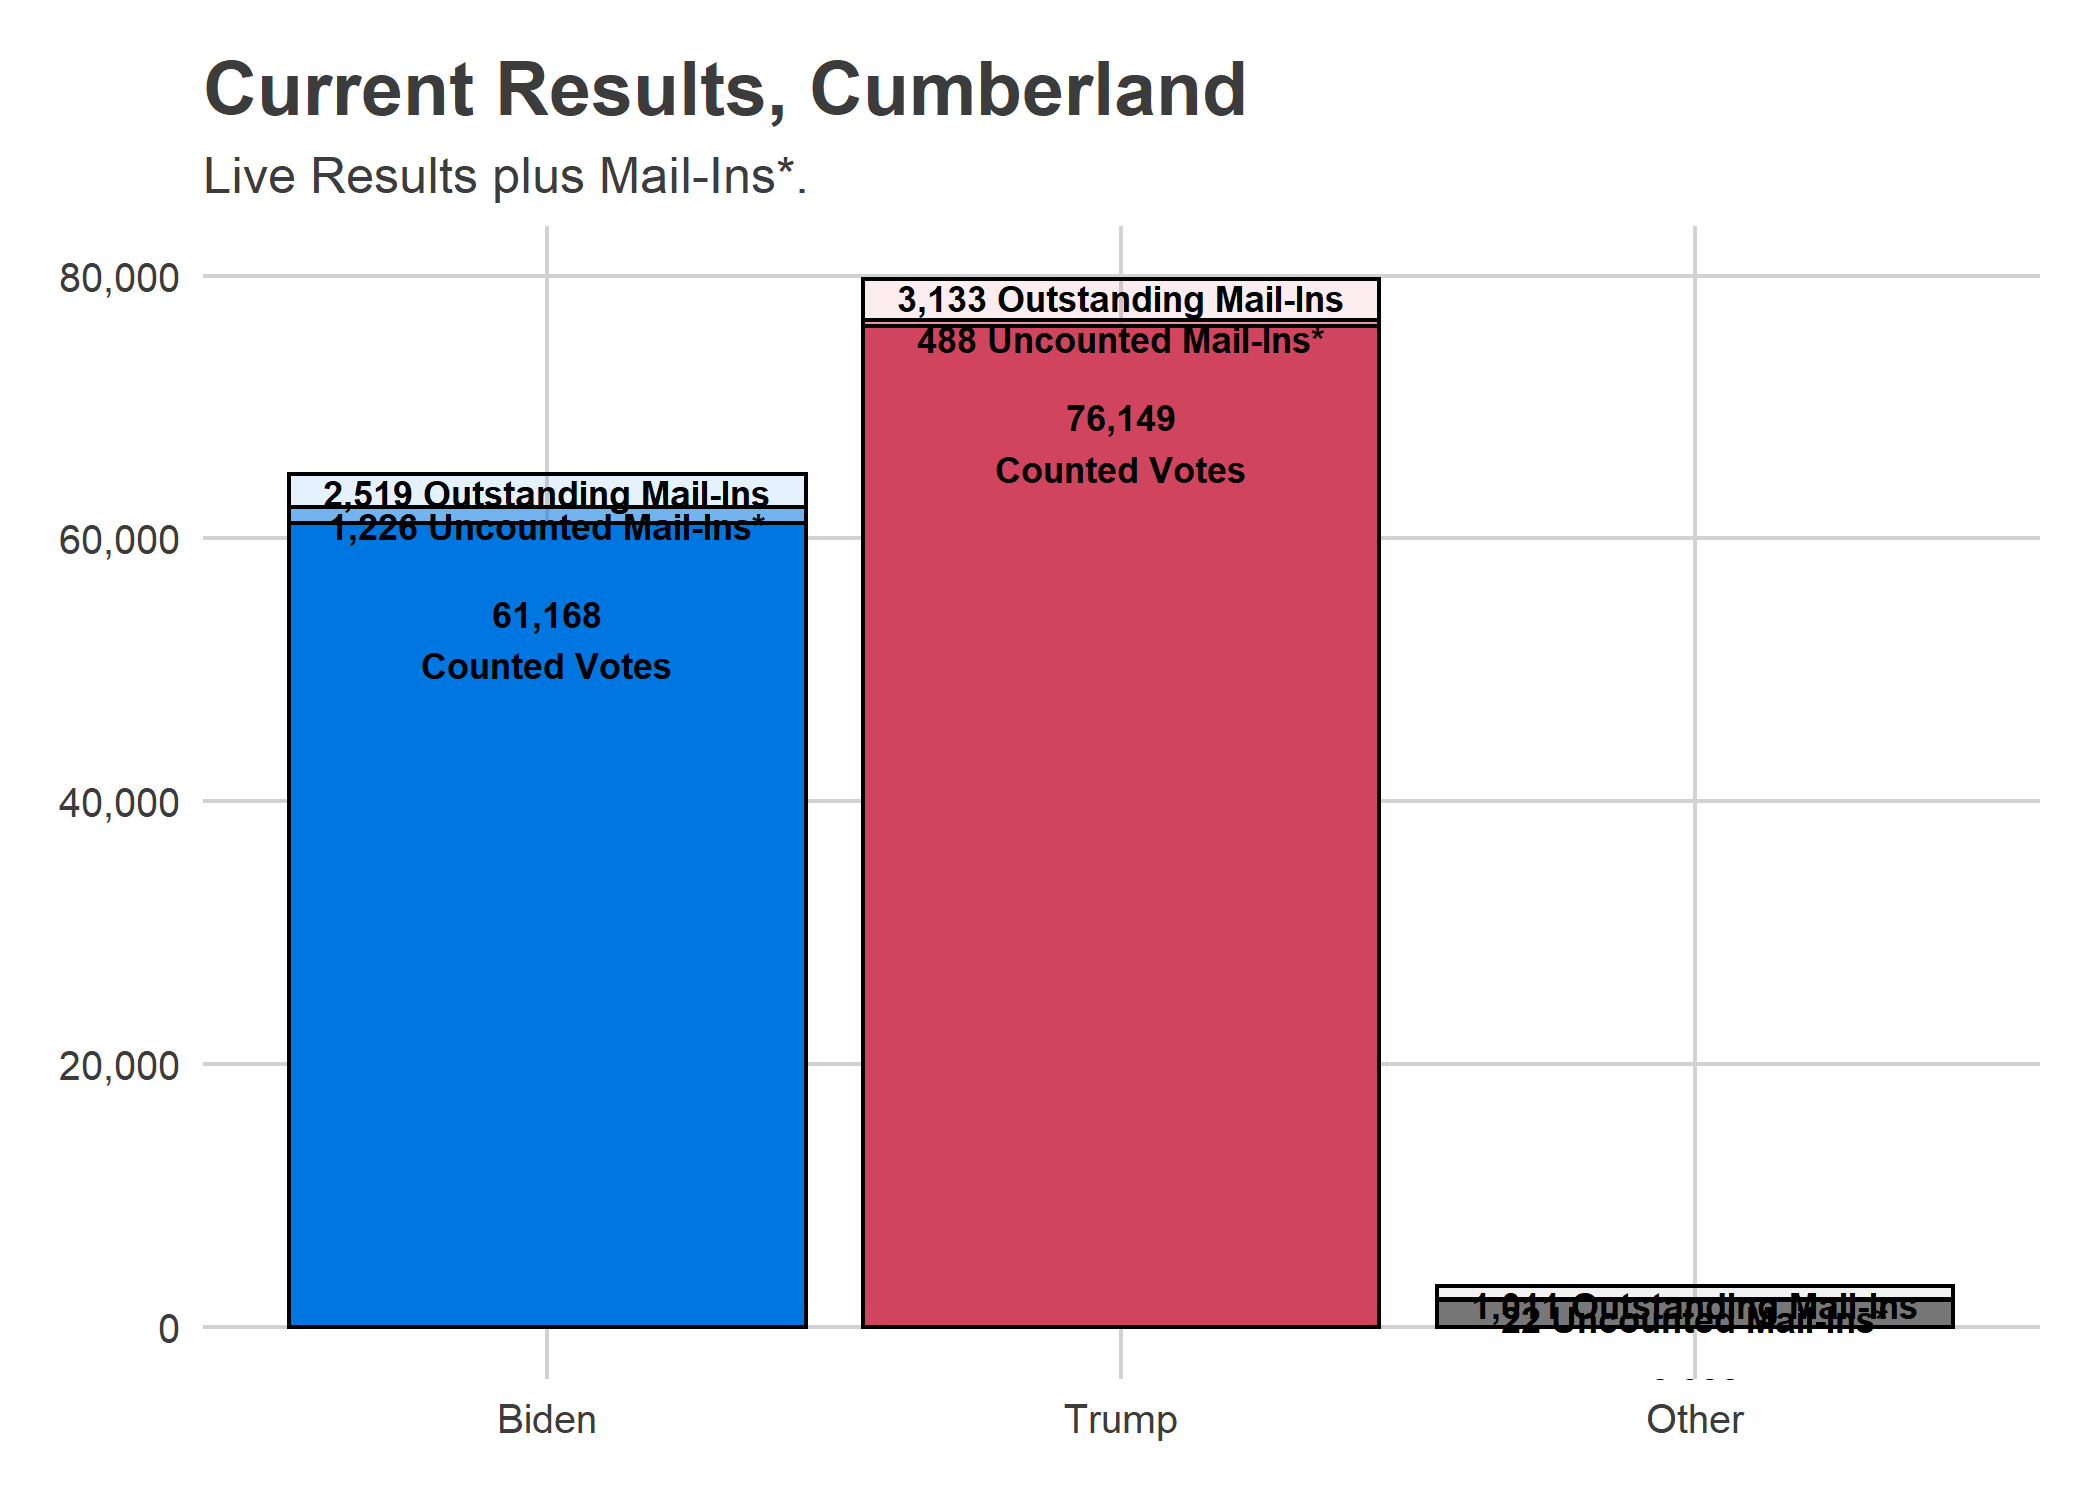 Current Results, Cumberland
Live Results plus Mail-Ins*.
80,000
60,000
40,000
20,000
0
2,519 Outstanding Mail-Ins
1,226 Uncounted Mail-Ins*
61,168
Counted Votes
3,133 Outstanding Mail-Ins
488 Uncounted Mail-Ins*
76,149
Counted Votes
1,011 Outstanding Mail-Ins
22 Uncounted Mail-Ins*
Biden
Trump
Other